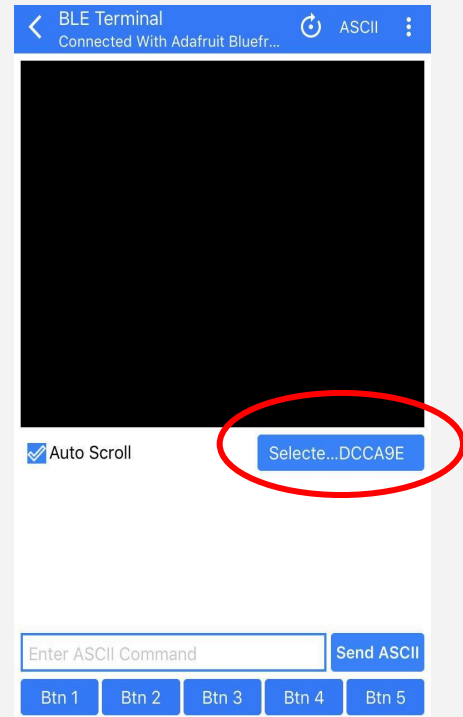 BLE Terminal
Connected With Adafruit Bluefr...
ASCII
Auto Scroll
Selecte...DCCA9E
Enter ASCII Command
Send ASCII
Btn 1
Btn 2
Btn 3
Btn 4
Btn 5